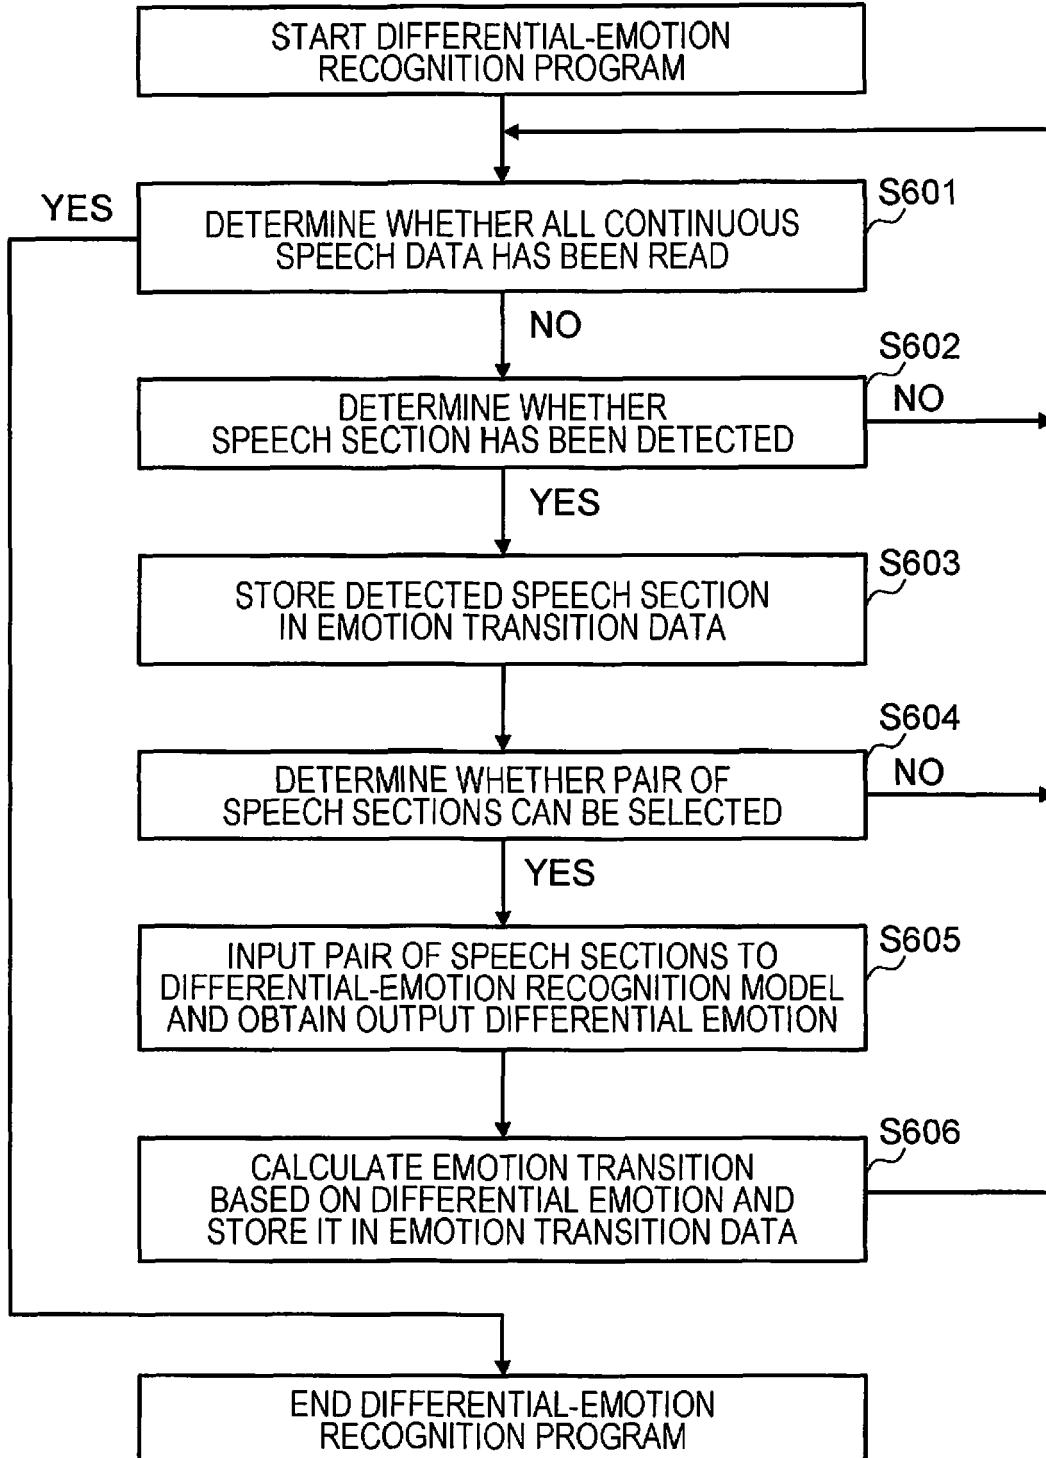 START DIFFERENTIAL-EMOTION
RECOGNITION PROGRAM
YES
S601
DETERMINE WHETHER ALL CONTINUOUS
SPEECH DATA HAS BEEN READ
NO
S602
DETERMINE WHETHER
SPEECH SECTION HAS BEEN DETECTED
NO
YES
S603
STORE DETECTED SPEECH SECTION
IN EMOTION TRANSITION DATA
S604
DETERMINE WHETHER PAIR OF
SPEECH SECTIONS CAN BE SELECTED
NO
YES
S605
INPUT PAIR OF SPEECH SECTIONS TO
DIFFERENTIAL-EMOTION RECOGNITION MODEL
AND OBTAIN OUTPUT DIFFERENTIAL EMOTION
S606
CALCULATE EMOTION TRANSITION
BASED ON DIFFERENTIAL EMOTION AND
STORE IT IN EMOTION TRANSITION DATA
END DIFFERENTIAL-EMOTION
RECOGNITION PROGRAM